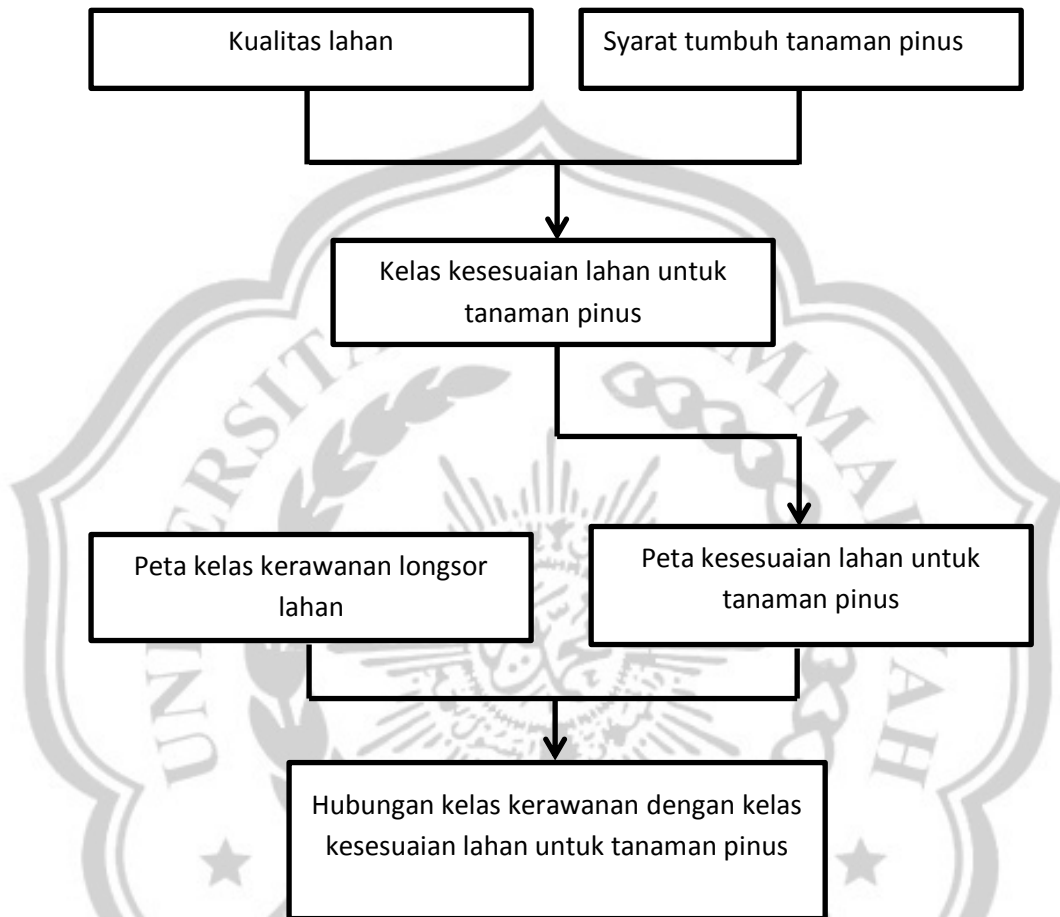 Kualitas lahan
Syarat tumbuh tanaman pinus
Kelas kesesuaian lahan untuk
tanaman pinus
Peta kelas kerawanan longsor
lahan
Peta kesesuaian lahan untuk
tanaman pinus
Hubungan kelas kerawanan dengan kelas
kesesuaian lahan untuk tanaman pinus